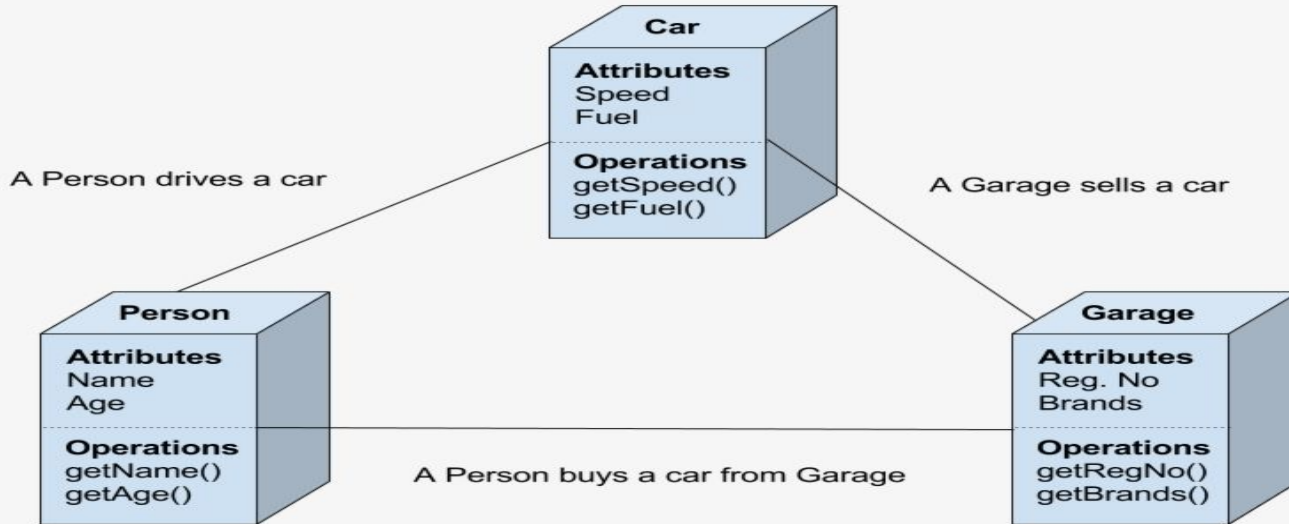 Car
Attributes
Speed
Fuel
Operations
getSpeed()
getFuel()
A Person drives a car
A Garage sells a car
Person
Attributes
Name
Age
Operations
getName()
getAge()
A Person buys a car from Garage
Garage
Attributes
Reg. No
Brands
Operations
getRegNo()
getBrands()